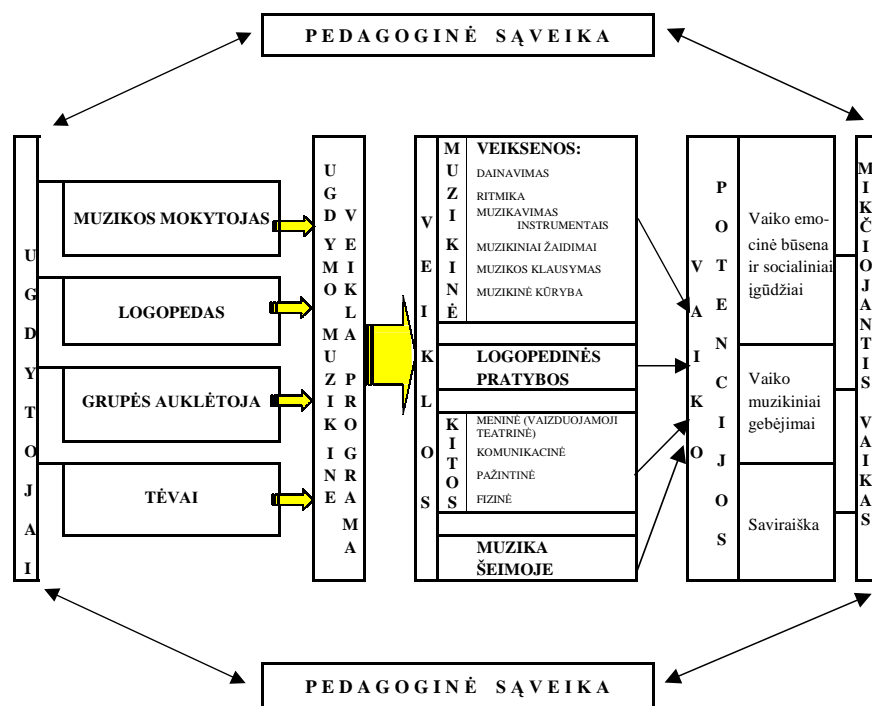 PEDAGOGINĖ SĄVEIKA
UGDYTOJAI
MUZIKOS MOKYTOJAS
LOGOPEDAS
GRUPĖS AUKLĖTOJA
TĖVAI
UGDYMO MUZIKINE
VEIKLA PROGRAMA
VEIKLOS
MUZIKINĖ
VEIKSENOS:
DAINAVIMAS
RITMIKA
MUZIKAVIMAS
INSTRUMENTAIS
MUZIKINIAI ŽAIDIMAI
MUZIKOS KLAUSYMAS
MUZIKINĖ KŪRYBA
LOGOPEDINĖS
PRATYBOS
KITOS
MENINĖ (VAIZDUOJAMOJI
TEATRINĖ)
KOMUNIKACINĖ
PAŽINTINĖ
FIZINĖ
MUZIKA
ŠEIMOJE
VAIKO
POTENCIJOS
Vaiko emo-
cinė būsena
ir socialiniai
įgūdžiai
Vaiko
muzikiniai
gebėjimai
Saviraiška
MIKČIOJANTIS VAIKAS
PEDAGOGINĖ SĄVEIKA